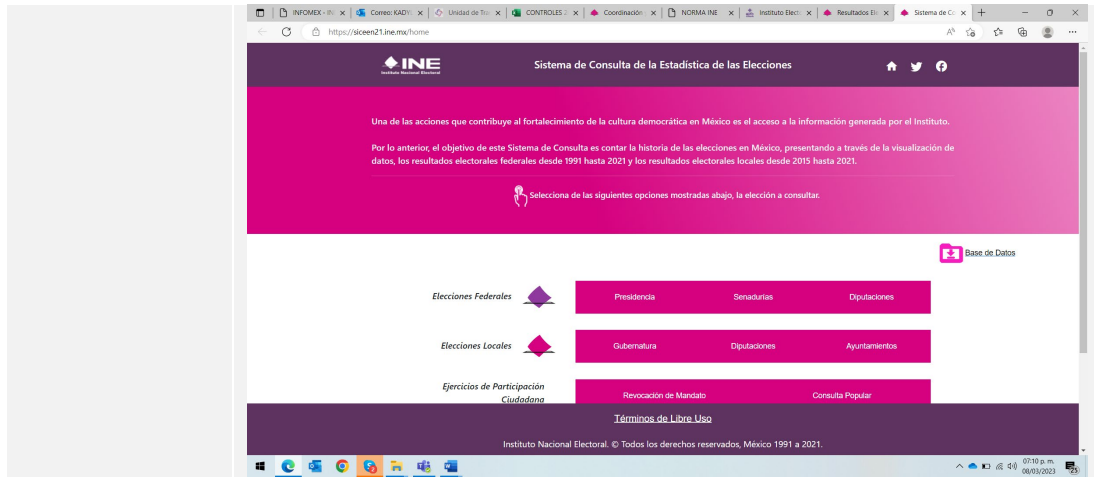 INFOMEX - IN
Correo: KADY
Unidad de Tra
CONTROLES 2
Coordinación
NORMA INE
Instituto Elect
Resultados Ele
Sistema de Co
https://siceen21.ine.mx/home
INE
Instituto Nacional Electoral
Sistema de Consulta de la Estadística de las Elecciones
Una de las acciones que contribuye al fortalecimiento de la cultura democrática en México es el acceso a la información generada por el Instituto.
Por lo anterior, el objetivo de este Sistema de Consulta es contar la historia de las elecciones en México, presentando a través de la visualización de
datos, los resultados electorales federales desde 1991 hasta 2021 y los resultados electorales locales desde 2015 hasta 2021.
Selecciona de las siguientes opciones mostradas abajo, la elección a consultar.
Base de Datos
Elecciones Federales
Presidencia
Senadurías
Diputaciones
Elecciones Locales
Gubernatura
Diputaciones
Ayuntamientos
Ejercicios de Participación
Ciudadana
Revocación de Mandato
Consulta Popular
Términos de Libre Uso
Instituto Nacional Electoral. © Todos los derechos reservados, México 1991 a 2021.
07:10 p. m.
08/03/2023
25